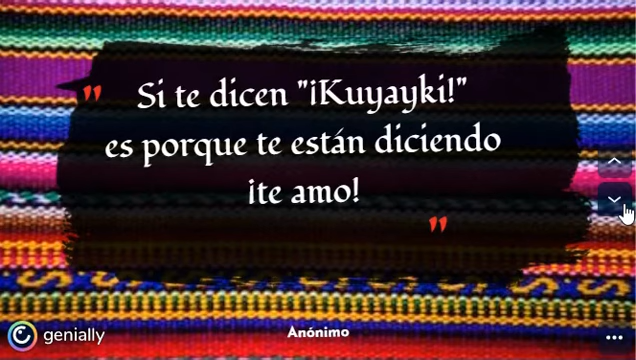 "
Si te dicen "¡Kuyayki!"
es porque te están diciendo
¡te amo!
"
Anónimo
genially